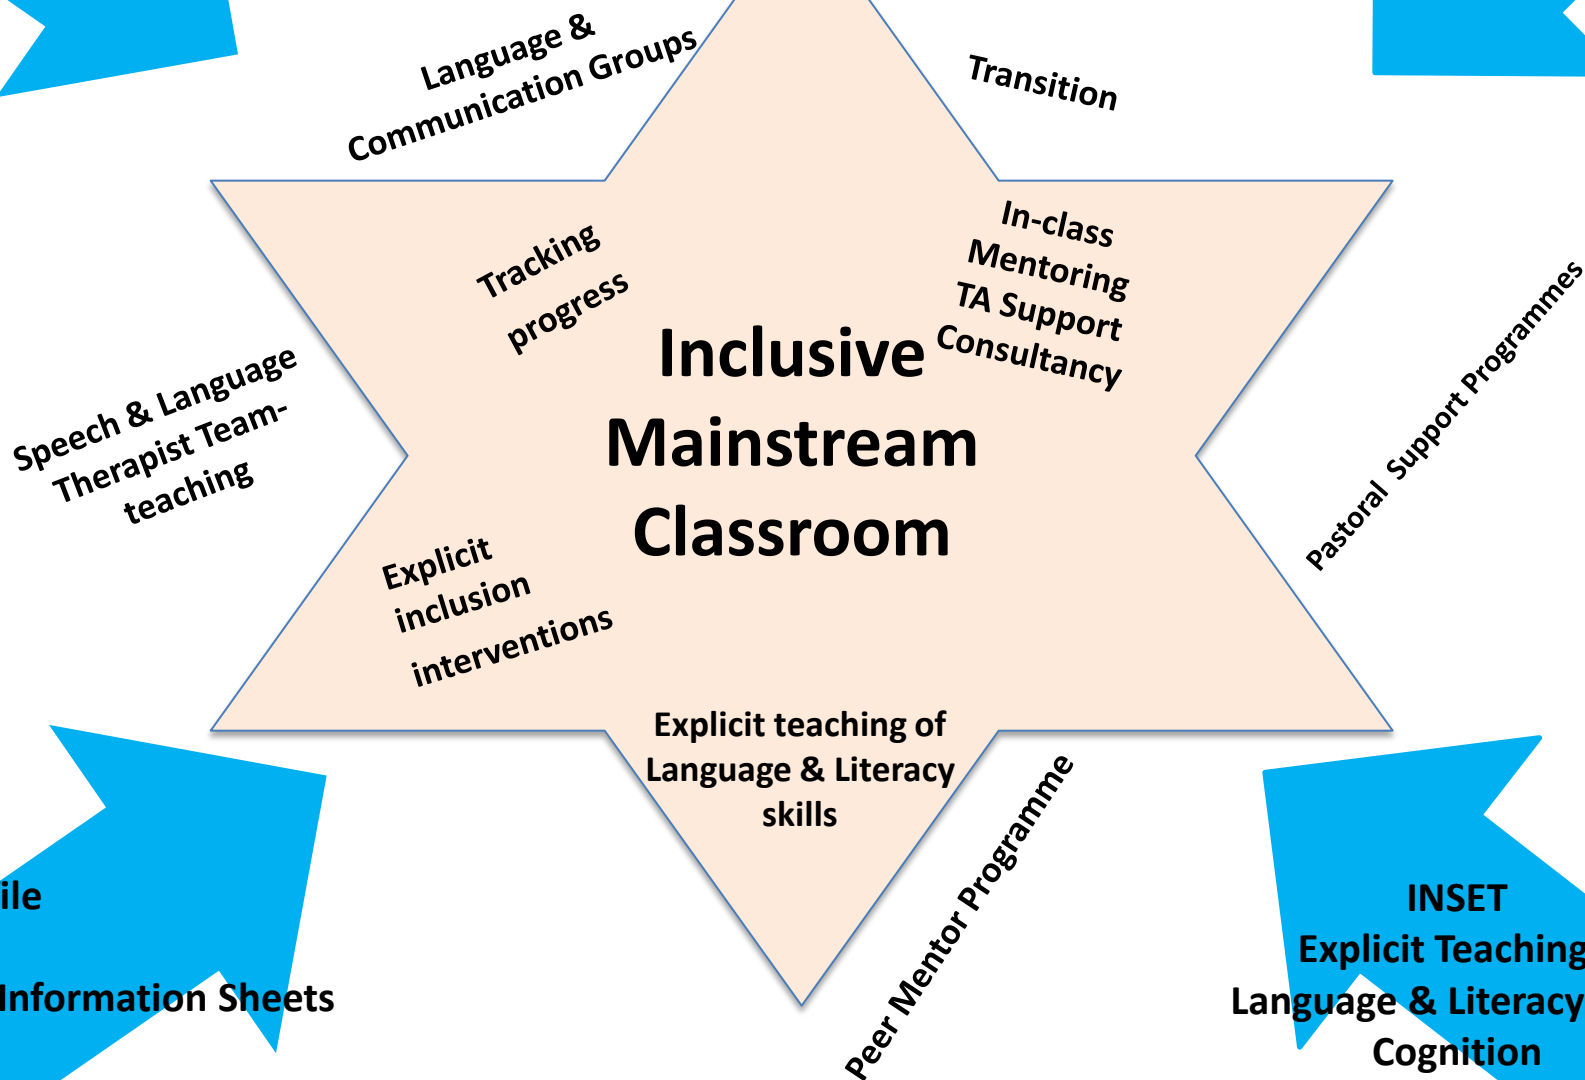 Language &
Communication Groups
Transition
Tracking
progress
In-class
Mentoring
TA Support
Consultancy
Inclusive
Mainstream
Classroom
Speech & Language
Therapist Team-
teaching
Pastoral Support Programmes
Explicit
inclusion
interventions
Explicit teaching of
Language & Literacy
skills
Peer Mentor Programme
ile
Information Sheets
INSET
Explicit Teaching
Language & Literacy
Cognition